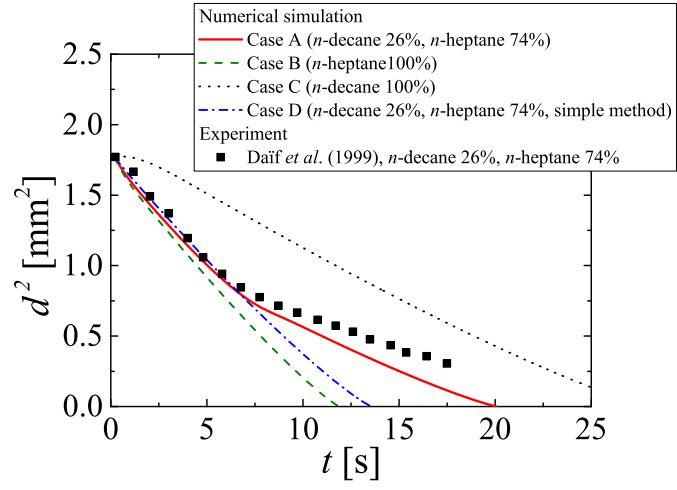 Numerical simulation
Case A (n-decane 26%, n-heptane 74%)
Case B (n-heptane100%)
Case C (n-decane 100%)
Case D (n-decane 26%, n-heptane 74%, simple method)
Experiment
Daïf et al. (1999), n-decane 26%, n-heptane 74%
2.5
2.0
1.5
1.0
0.5
0.0
d² [mm²]
0 5 10 15 20 25
t [s]